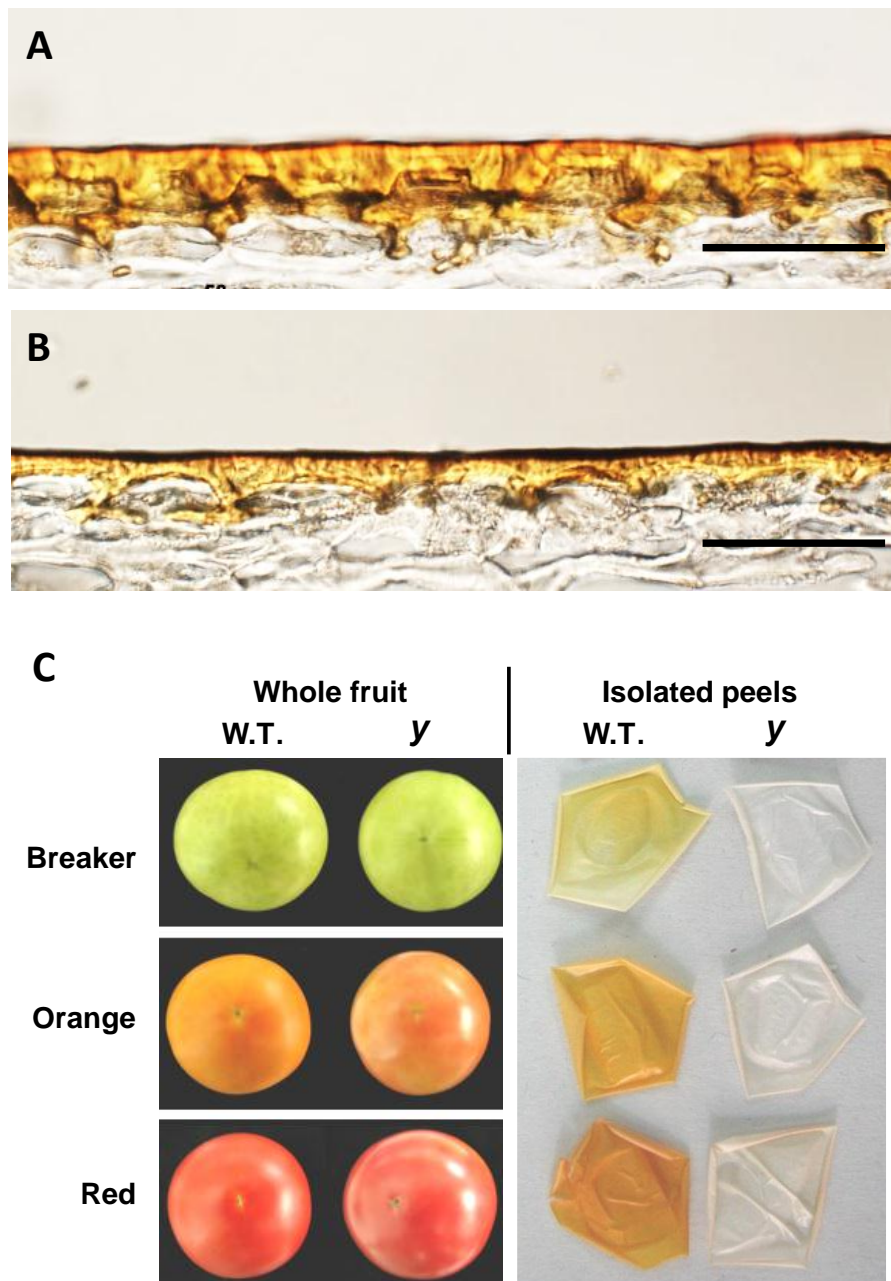 A
B
C
Whole fruit Isolated peels
W.T. y W.T. y
Breaker
Orange
Red